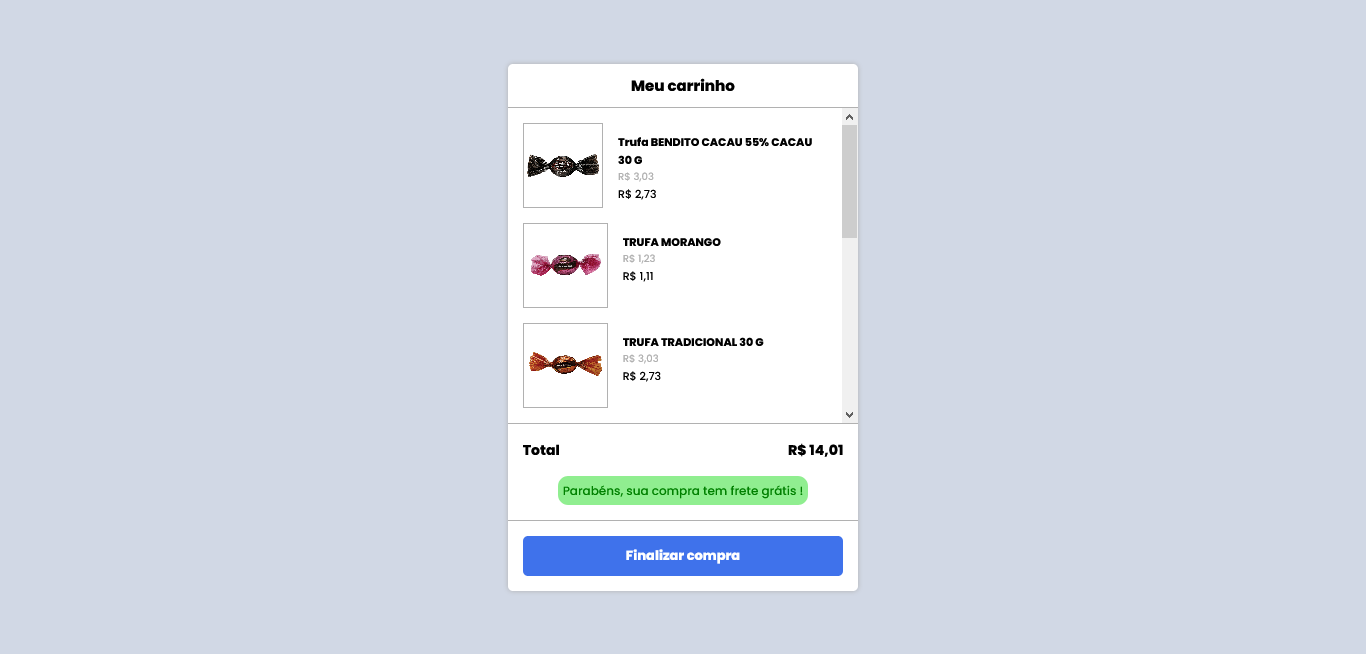 Meu carrinho
Trufa BENDITO CACAU 55% CACAU
30 G
R$ 3,03
R$ 2,73
TRUFA MORANGO
R$ 1,23
R$ 1,11
TRUFA TRADICIONAL 30 G
R$ 3,03
R$ 2,73
Total R$ 14,01
Parabéns, sua compra tem frete grátis !
Finalizar compra